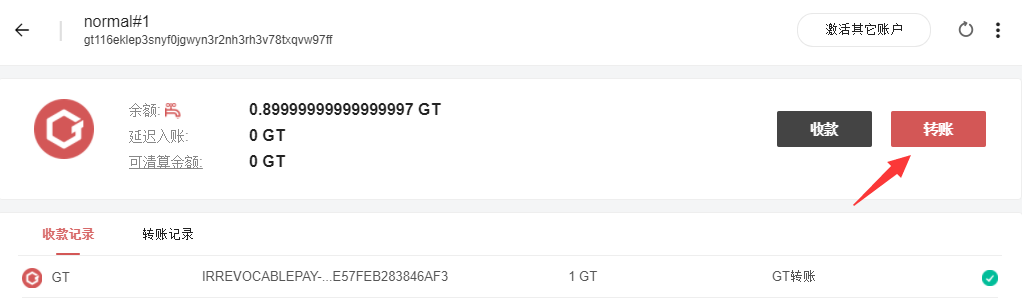 normal#1
gt116eklep3snyf0jgwyn3r2nh3rh3v78txqvw97ff
激活其它账户
余额: 0.89999999999999997 GT
延迟入账: 0 GT
可清算余额: 0 GT
收款 转账
收款记录 转账记录
GT IRREVOCABLEPAY-...E57FEB283846AF3 1 GT GT转账